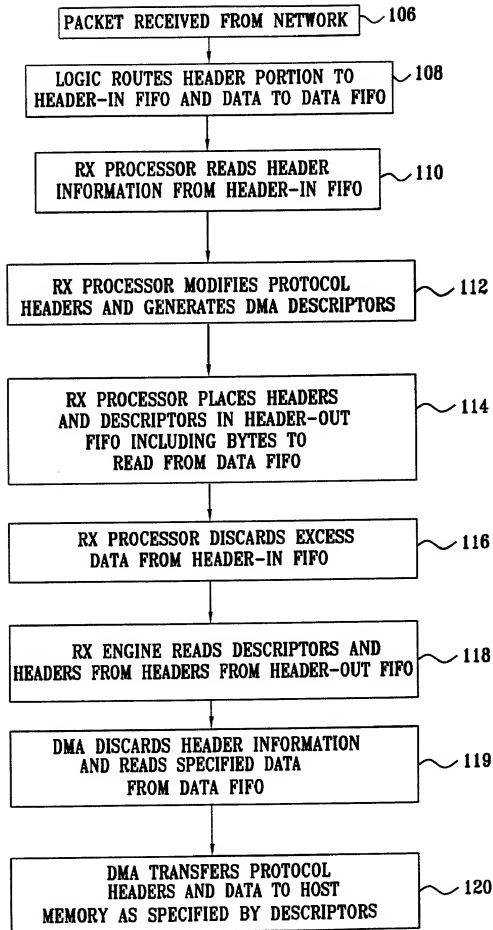 PACKET RECEIVED FROM NETWORK
106
LOGIC ROUTES HEADER PORTION TO
HEADER-IN FIFO AND DATA TO DATA FIFO
108
RX PROCESSOR READS HEADER
INFORMATION FROM HEADER-IN FIFO
110
RX PROCESSOR MODIFIES PROTOCOL
HEADERS AND GENERATES DMA DESCRIPTORS
112
RX PROCESSOR PLACES HEADERS
AND DESCRIPTORS IN HEADER-OUT
FIFO INCLUDING BYTES TO
READ FROM DATA FIFO
114
RX PROCESSOR DISCARDS EXCESS
DATA FROM HEADER-IN FIFO
116
RX ENGINE READS DESCRIPTORS AND
HEADERS FROM HEADERS FROM HEADER-OUT FIFO
118
DMA DISCARDS HEADER INFORMATION
AND READS SPECIFIED DATA
FROM DATA FIFO
119
DMA TRANSFERS PROTOCOL
HEADERS AND DATA TO HOST
MEMORY AS SPECIFIED BY DESCRIPTORS
120